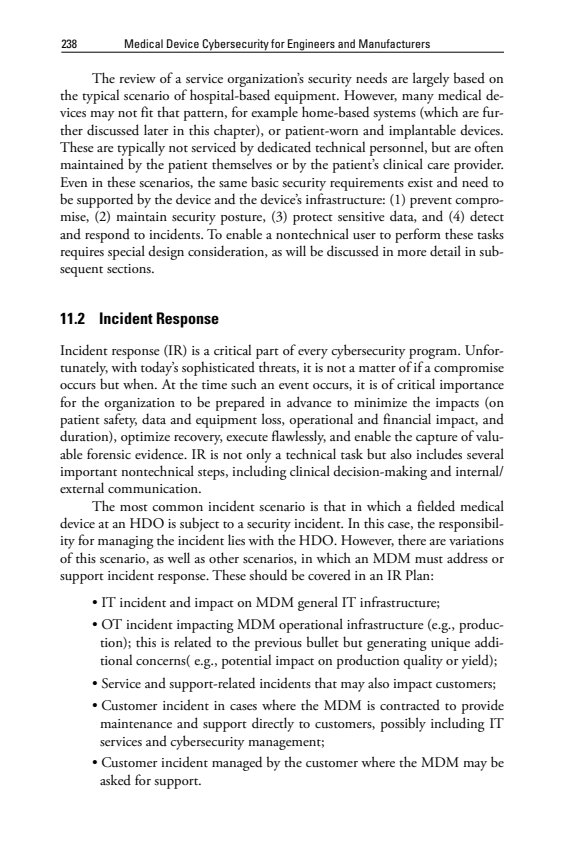 238 Medical Device Cybersecurity for Engineers and Manufacturers
The review of a service organization's security needs are largely based on
the typical scenario of hospital-based equipment. However, many medical de-
vices may not fit that pattern, for example home-based systems (which are fur-
ther discussed later in this chapter), or patient-worn and implantable devices.
These are typically not serviced by dedicated technical personnel, but are often
maintained by the patient themselves or by the patient's clinical care provider.
Even in these scenarios, the same basic security requirements exist and need to
be supported by the device and the device's infrastructure: (1) prevent compro-
mise, (2) maintain security posture, (3) protect sensitive data, and (4) detect
and respond to incidents. To enable a nontechnical user to perform these tasks
requires special design consideration, as will be discussed in more detail in sub-
sequent sections.
11.2 Incident Response
Incident response (IR) is a critical part of every cybersecurity program. Unfor-
tunately, with today's sophisticated threats, it is not a matter of if a compromise
occurs but when. At the time such an event occurs, it is of critical importance
for the organization to be prepared in advance to minimize the impacts (on
patient safety, data and equipment loss, operational and financial impact, and
duration), optimize recovery, execute flawlessly, and enable the capture of valu-
able forensic evidence. IR is not only a technical task but also includes several
important nontechnical steps, including clinical decision-making and internal/
external communication.
The most common incident scenario is that in which a fielded medical
device at an HDO is subject to a security incident. In this case, the responsibil-
ity for managing the incident lies with the HDO. However, there are variations
of this scenario, as well as other scenarios, in which an MDM must address or
support incident response. These should be covered in an IR Plan:
• IT incident and impact on MDM general IT infrastructure;
• OT incident impacting MDM operational infrastructure (e.g., produc-
tion); this is related to the previous bullet but generating unique addi-
tional concerns( e.g., potential impact on production quality or yield);
• Service and support-related incidents that may also impact customers;
• Customer incident in cases where the MDM is contracted to provide
maintenance and support directly to customers, possibly including IT
services and cybersecurity management;
• Customer incident managed by the customer where the MDM may be
asked for support.